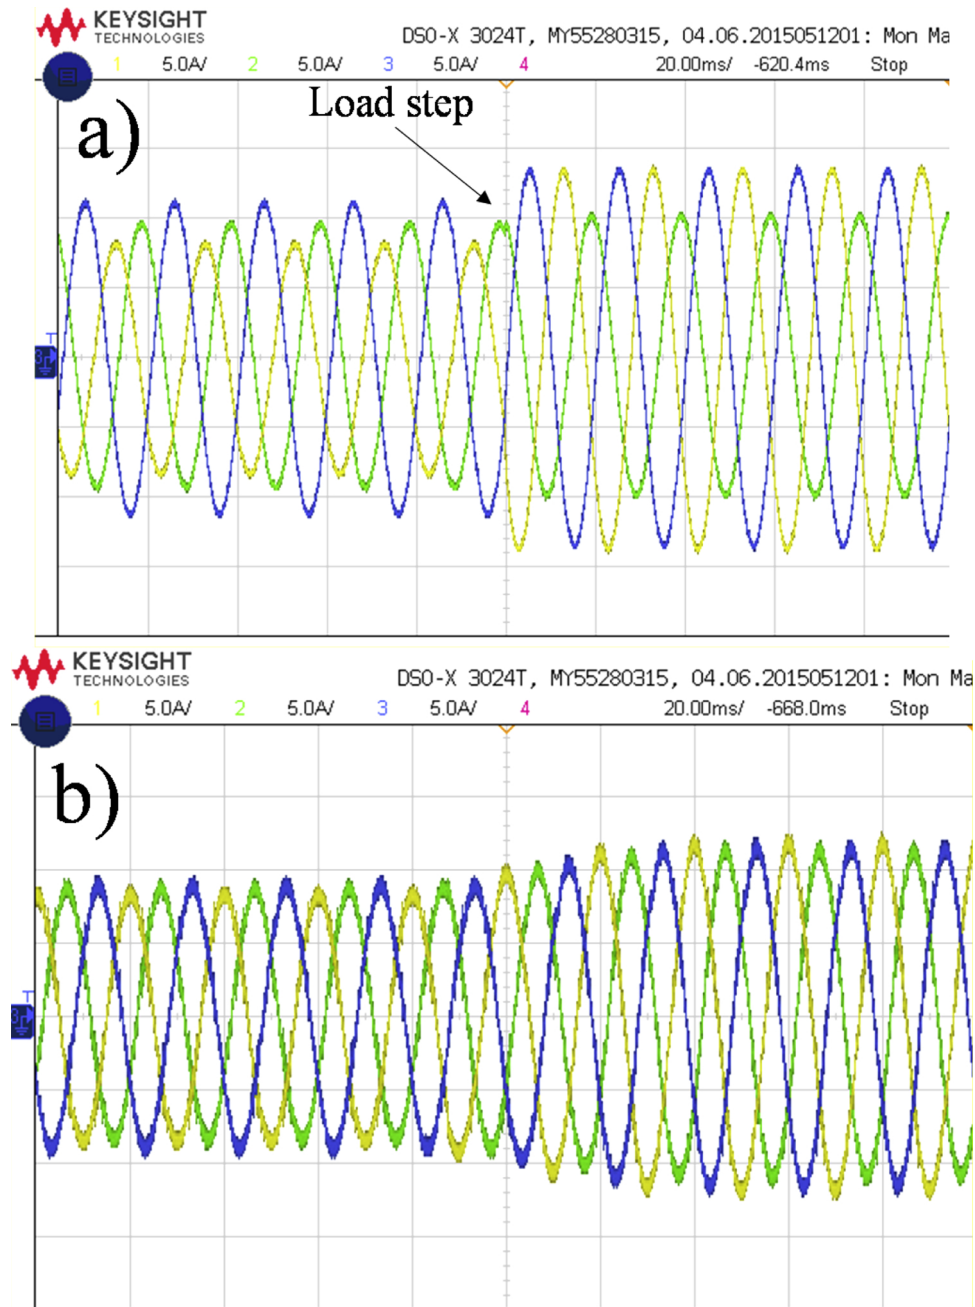 KEYSIGHT
TECHNOLOGIES
DSO-X 3024T, MY55280315, 04.06.2015051201: Mon Ma
1 5.0A/ 2 5.0A/ 3 5.0A/ 4 20.00ms/ -620.4ms Stop
Load step
a)
T
3
KEYSIGHT
TECHNOLOGIES
DSO-X 3024T, MY55280315, 04.06.2015051201: Mon Ma
1 5.0A/ 2 5.0A/ 3 5.0A/ 4 20.00ms/ -668.0ms Stop
b)
T
3